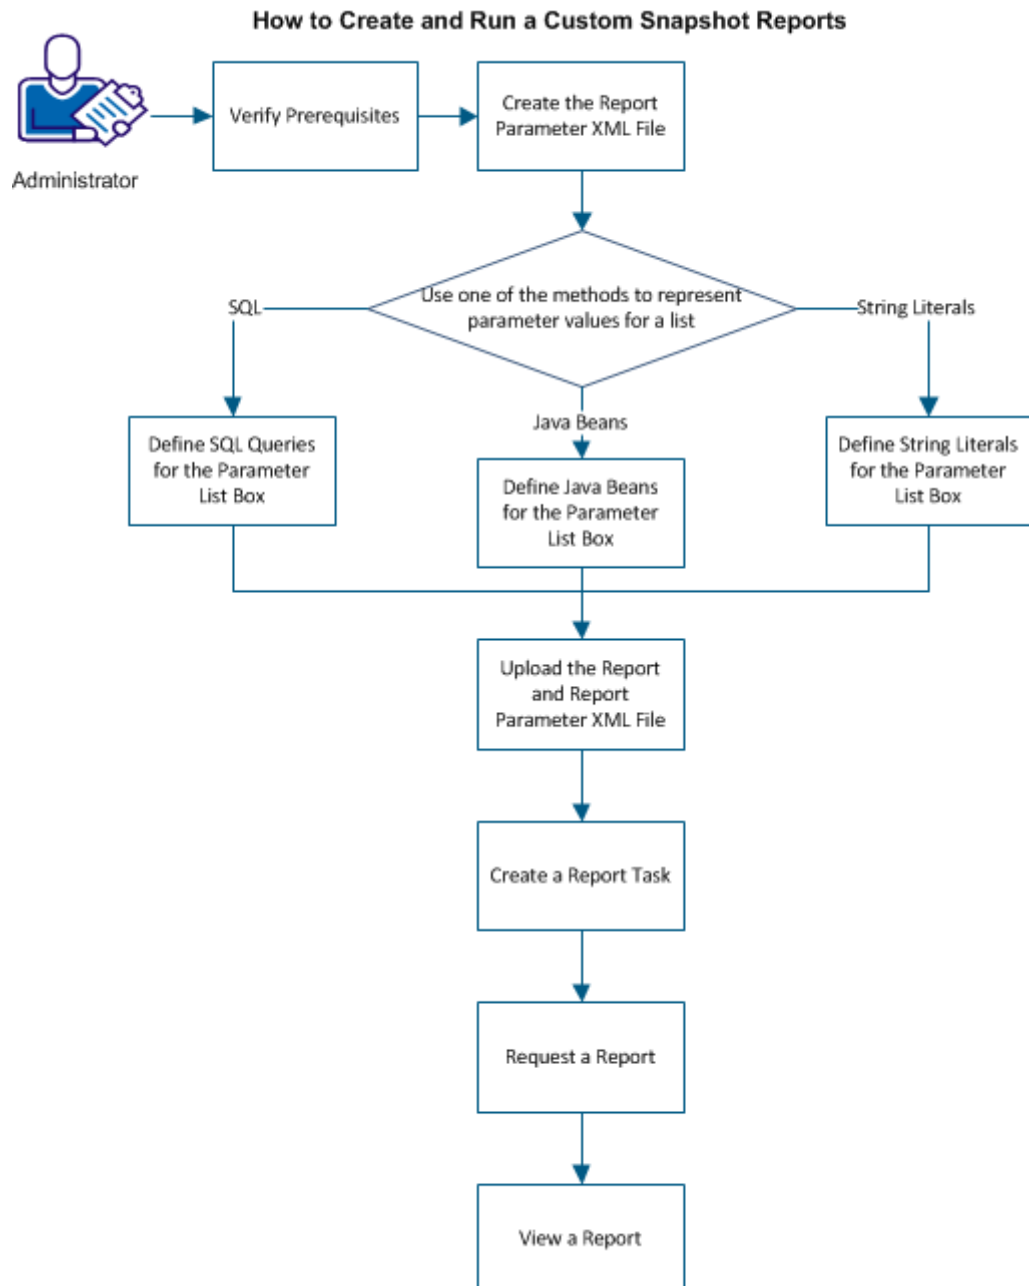 How to Create and Run a Custom Snapshot Reports
Administrator
Verify Prerequisites
Create the Report
Parameter XML File
Use one of the methods to represent
parameter values for a list
SQL
String Literals
Java Beans
Define SQL Queries
for the Parameter
List Box
Define Java Beans
for the Parameter
List Box
Define String Literals
for the Parameter
List Box
Upload the Report
and Report
Parameter XML File
Create a Report Task
Request a Report
View a Report